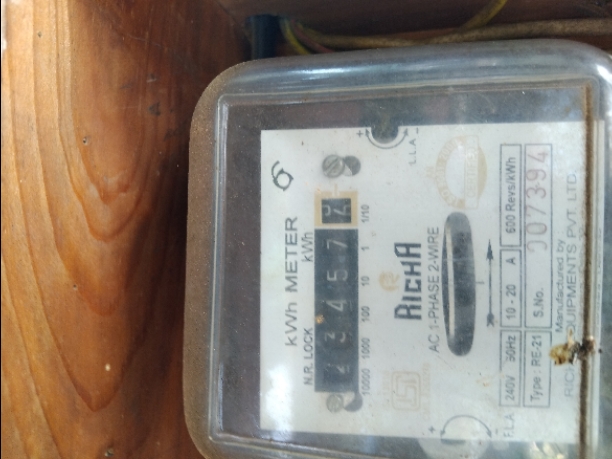 6
kWh METER
N.R. LOCK kWh
2 3 4 5 7
10000 1000 100 10 1 1/10
RICHA
AC 1-PHASE 2-WIRE
L.L.A + -
F.L.A + -
240V 50Hz 10 - 20 A 600 Revs/kWh
Type : RE-21 S.No. 007394
Manufactured by
EQUIPMENTS PVT. LTD.